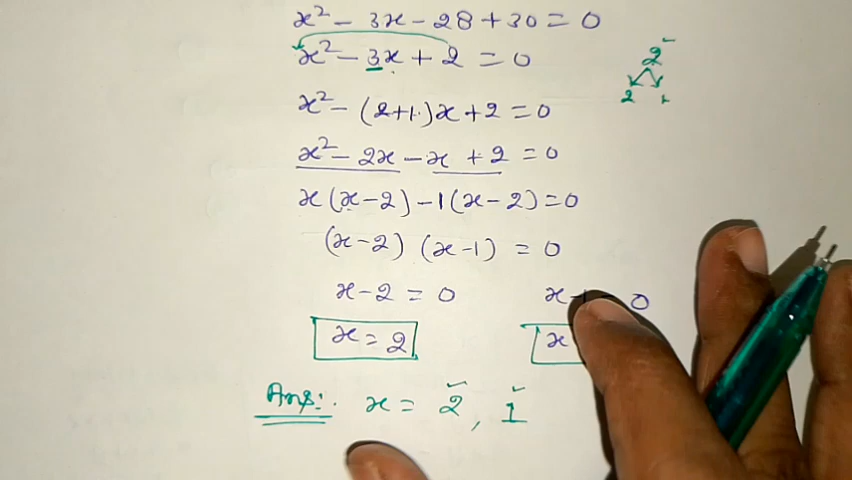 x² - 3x - 28 + 30 = 0
x² - 3x + 2 = 0
2
2 1
x² - (2+1)x + 2 = 0
x² - 2x - x + 2 = 0
x(x-2) - 1(x-2) = 0
(x-2) (x-1) = 0
x - 2 = 0 x - 0
x = 2 x
Ans:. x = 2, 1